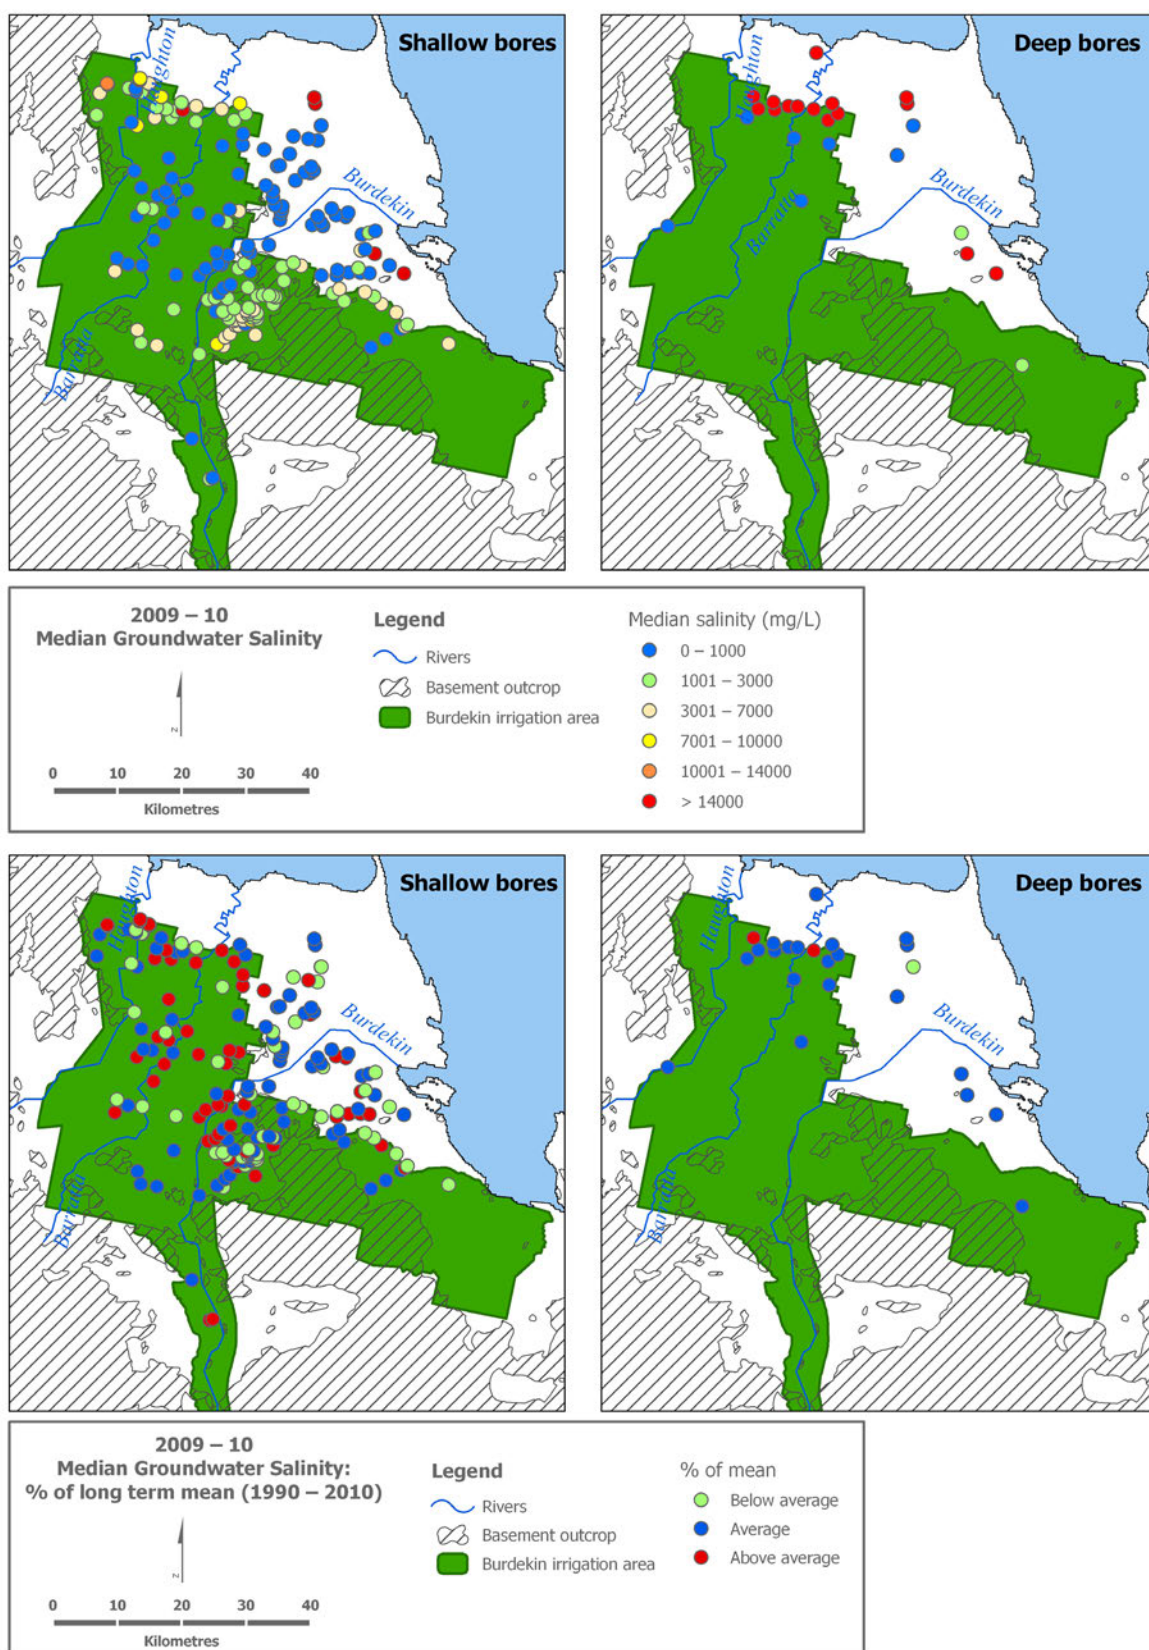 Shallow bores
Haughton
Burdekin
Barratta
Deep bores
Haughton
Burdekin
Barratta
2009 – 10
Median Groundwater Salinity
z
0 10 20 30 40
Kilometres
Legend
Rivers
Basement outcrop
Burdekin irrigation area
Median salinity (mg/L)
0 – 1000
1001 – 3000
3001 – 7000
7001 – 10000
10001 – 14000
> 14000
Shallow bores
Haughton
Burdekin
Barratta
Deep bores
Haughton
Burdekin
Barratta
2009 – 10
Median Groundwater Salinity:
% of long term mean (1990 – 2010)
z
0 10 20 30 40
Kilometres
Legend
Rivers
Basement outcrop
Burdekin irrigation area
% of mean
Below average
Average
Above average